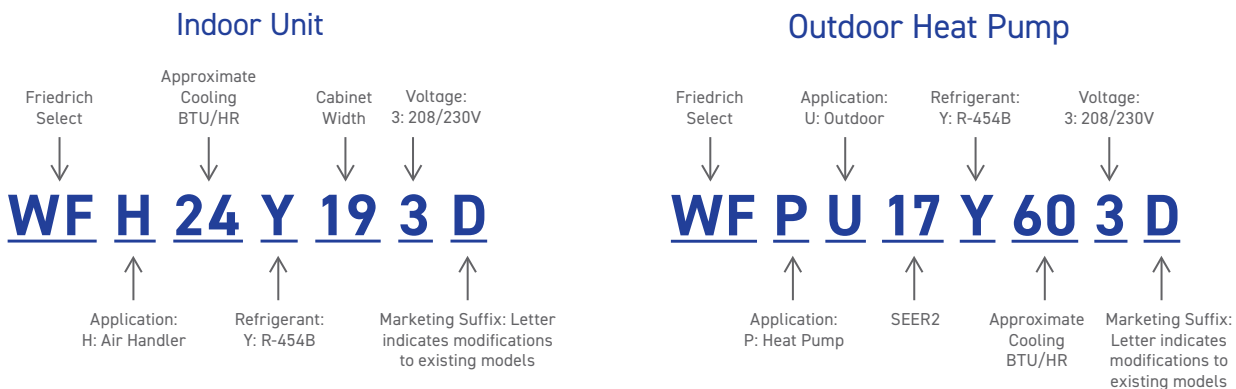 Indoor Unit
Friedrich
Select
Approximate
Cooling
BTU/HR
Cabinet
Width
Voltage:
3: 208/230V
WF H 24 Y 19 3 D
Application:
H: Air Handler
Refrigerant:
Y: R-454B
Marketing Suffix: Letter
indicates modifications
to existing models
Outdoor Heat Pump
Friedrich
Select
Application:
U: Outdoor
Refrigerant:
Y: R-454B
Voltage:
3: 208/230V
WF P U 17 Y 60 3 D
Application:
P: Heat Pump
SEER2
Approximate
Cooling
BTU/HR
Marketing Suffix:
Letter indicates
modifications to
existing models